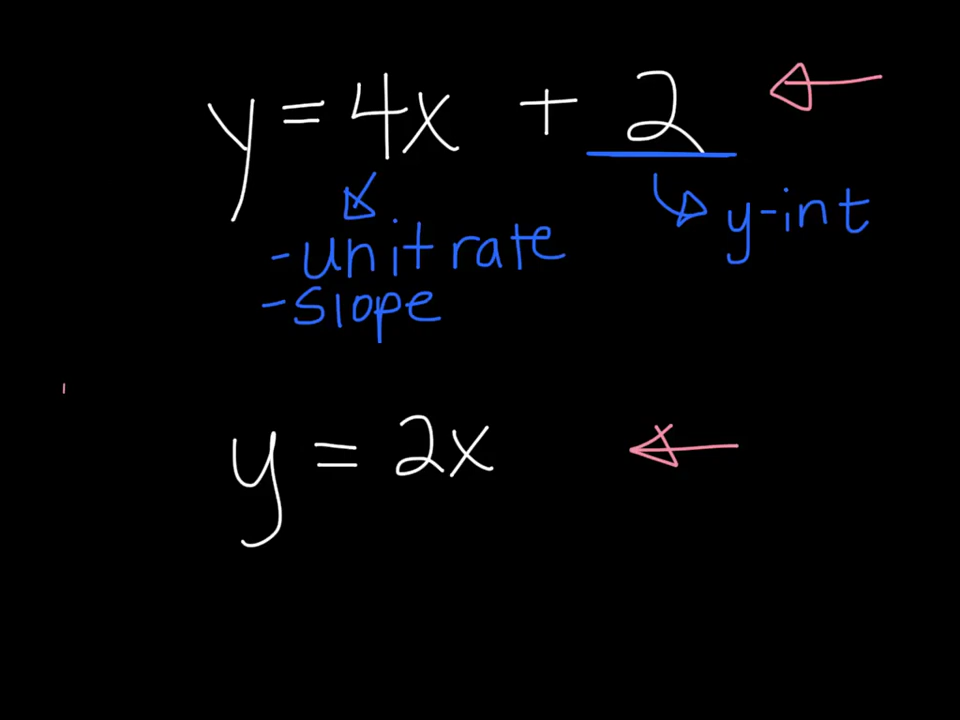 y = 4x + 2
y-int
- unit rate
- slope
y = 2x